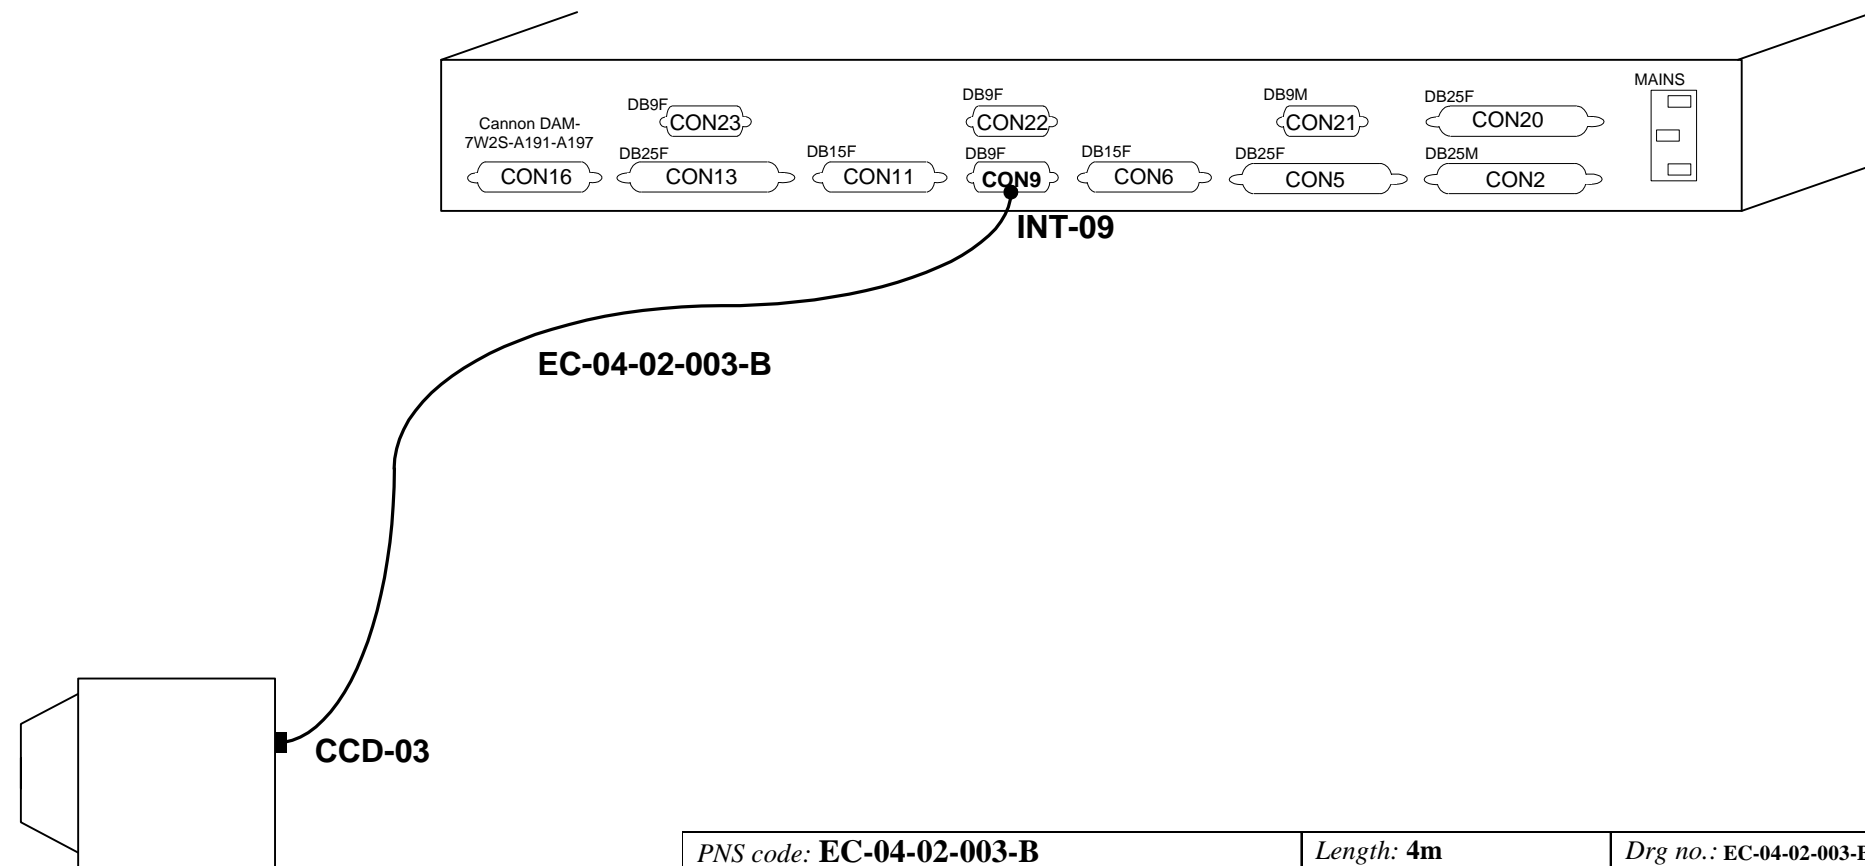 MAINS
DB9F
DB9F
DB9M
DB25F
CON23
CON22
CON21
CON20
Cannon DAM-
7W2S-A191-A197
DB25F
DB15F
DB9F
DB15F
DB25F
DB25M
CON16
CON13
CON11
CON9
CON6
CON5
CON2
INT-09
EC-04-02-003-B
CCD-03
PNS code: EC-04-02-003-B
Length: 4m
Drg no.: EC-04-02-003-B